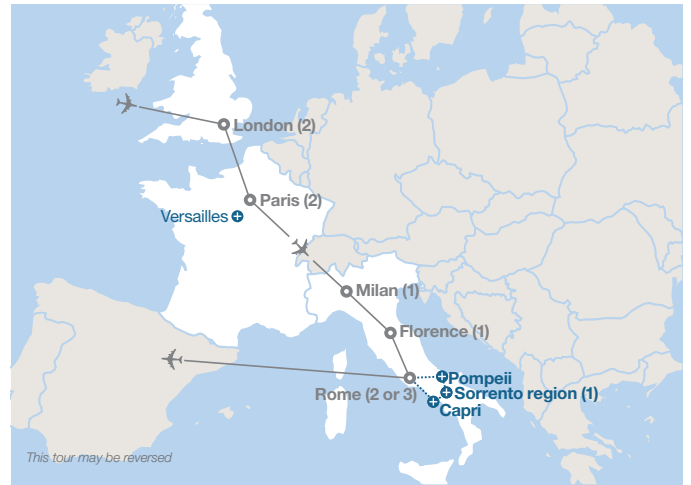 London (2)
Paris (2)
Versailles
Milan (1)
Florence (1)
Pompeii
Rome (2 or 3)
Sorrento region (1)
Capri
This tour may be reversed